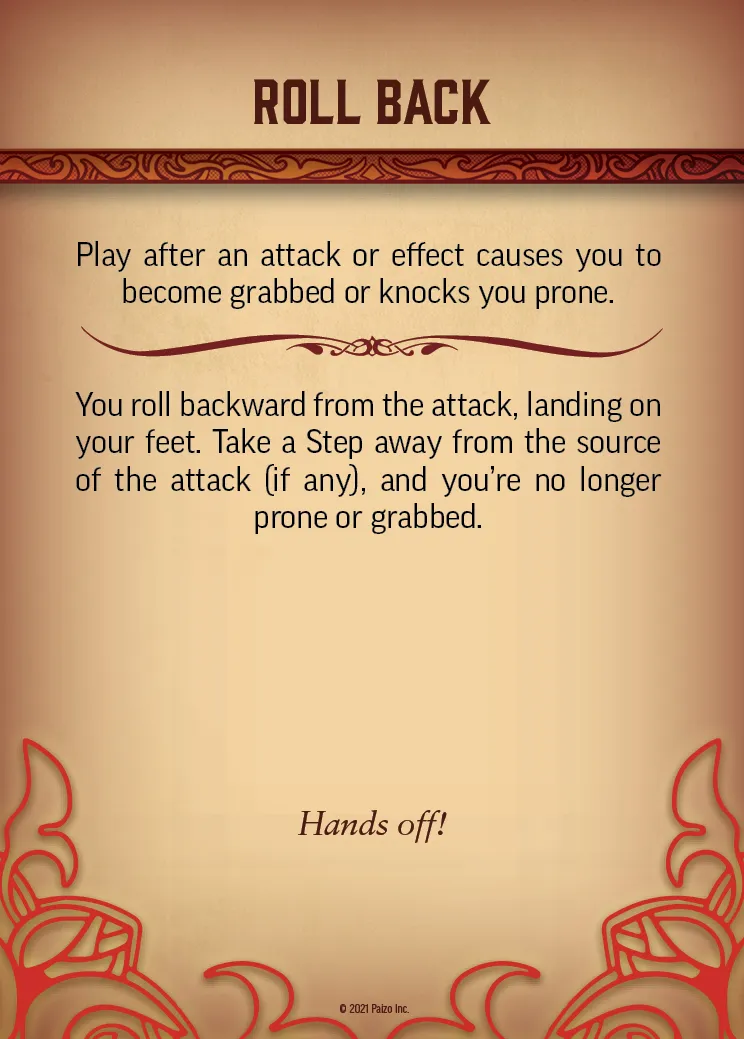 ROLL BACK
Play after an attack or effect causes you to
become grabbed or knocks you prone.
You roll backward from the attack, landing on
your feet. Take a Step away from the source
of the attack (if any), and you’re no longer
prone or grabbed.
Hands off!
© 2021 Paizo Inc.